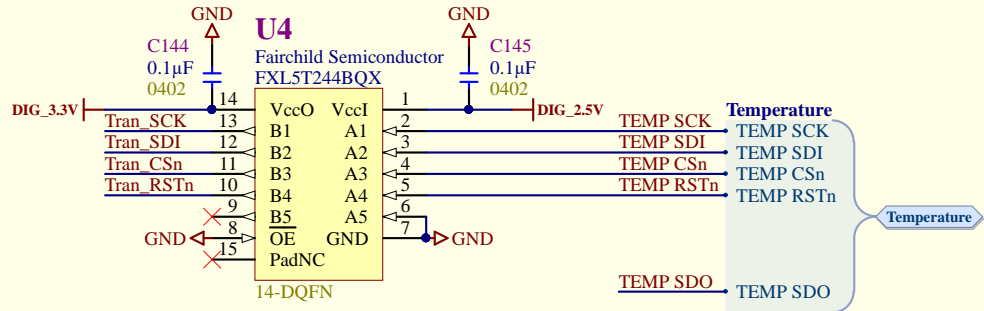 GND
GND
U4
C144
Fairchild Semiconductor
C145
0.1µF
FXL5T244BQX
0.1µF
0402
0402
DIG_3.3V
14
VccO
VccI
1
DIG_2.5V
Temperature
Tran_SCK
13
B1
A1
2
TEMP SCK
TEMP SCK
Tran_SDI
12
B2
A2
3
TEMP SDI
TEMP SDI
Tran_CSn
11
B3
A3
4
TEMP CSn
TEMP CSn
Tran_RSTn
10
B4
A4
5
TEMP RSTn
TEMP RSTn
9
B5
A5
6
Temperature
GND
8
OE
GND
7
GND
15
PadNC
14-DQFN
TEMP SDO
TEMP SDO